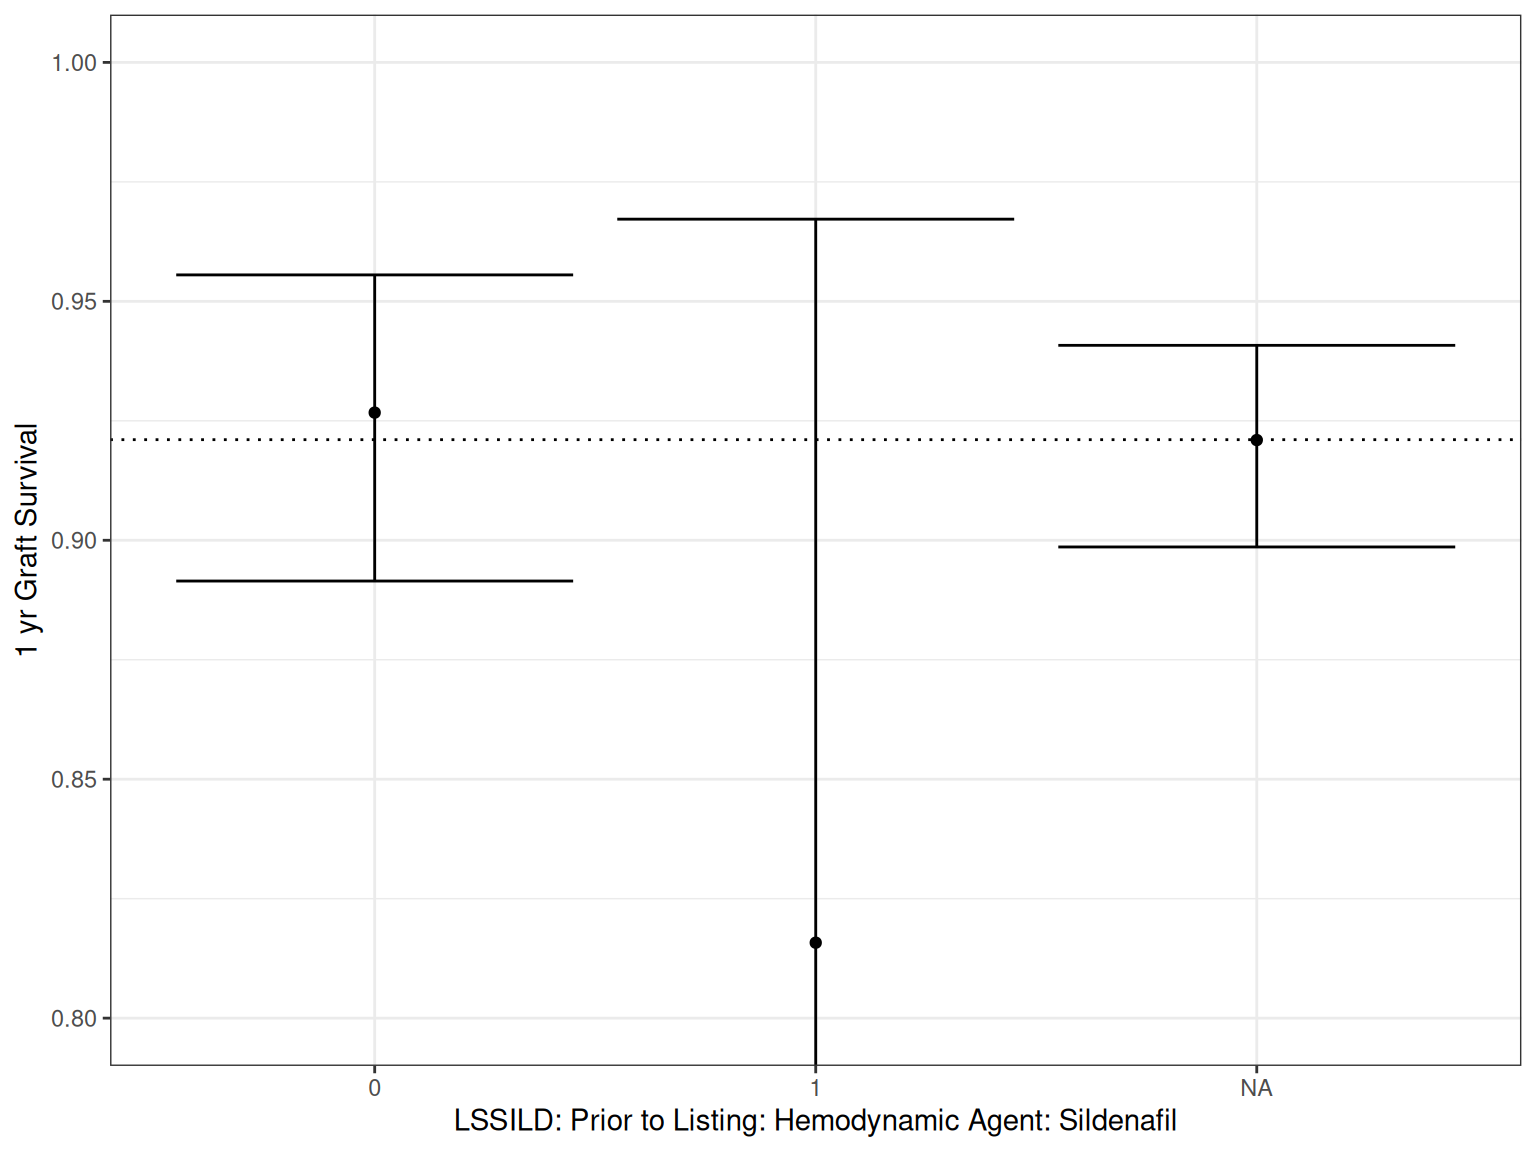 1.00
0.95
0.90
0.85
0.80
1 yr Graft Survival
0
1
NA
LSSILD: Prior to Listing: Hemodynamic Agent: Sildenafil